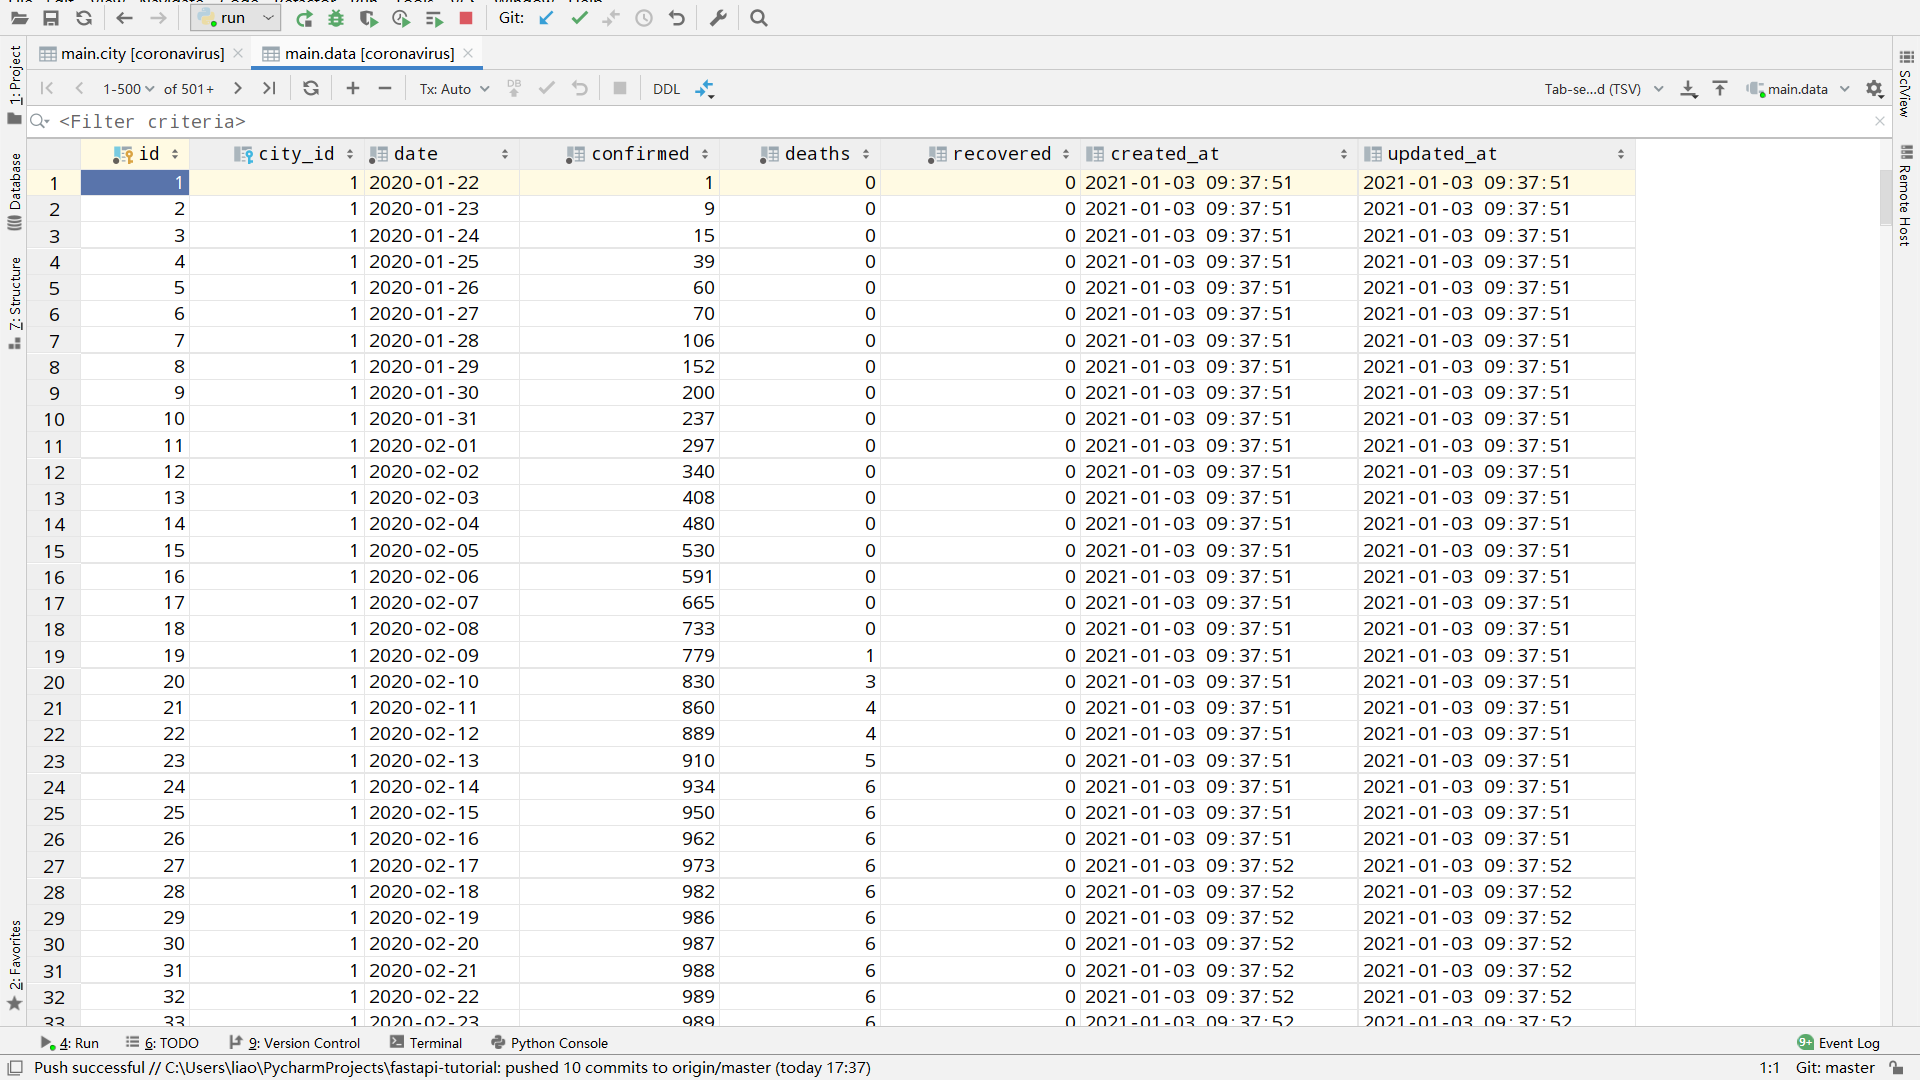 File Edit View Navigate Code Refactor Run Tools VCS Window Help
run Git:
main.city [coronavirus] main.data [coronavirus]
1-500 of 501+ Tx: Auto DB DDL Tab-se...d (TSV) main.data
<Filter criteria>
id city_id date confirmed deaths recovered created_at updated_at
1 1 1 2020-01-22 1 0 0 2021-01-03 09:37:51 2021-01-03 09:37:51
2 2 1 2020-01-23 9 0 0 2021-01-03 09:37:51 2021-01-03 09:37:51
3 3 1 2020-01-24 15 0 0 2021-01-03 09:37:51 2021-01-03 09:37:51
4 4 1 2020-01-25 39 0 0 2021-01-03 09:37:51 2021-01-03 09:37:51
5 5 1 2020-01-26 60 0 0 2021-01-03 09:37:51 2021-01-03 09:37:51
6 6 1 2020-01-27 70 0 0 2021-01-03 09:37:51 2021-01-03 09:37:51
7 7 1 2020-01-28 106 0 0 2021-01-03 09:37:51 2021-01-03 09:37:51
8 8 1 2020-01-29 152 0 0 2021-01-03 09:37:51 2021-01-03 09:37:51
9 9 1 2020-01-30 200 0 0 2021-01-03 09:37:51 2021-01-03 09:37:51
10 10 1 2020-01-31 237 0 0 2021-01-03 09:37:51 2021-01-03 09:37:51
11 11 1 2020-02-01 297 0 0 2021-01-03 09:37:51 2021-01-03 09:37:51
12 12 1 2020-02-02 340 0 0 2021-01-03 09:37:51 2021-01-03 09:37:51
13 13 1 2020-02-03 408 0 0 2021-01-03 09:37:51 2021-01-03 09:37:51
14 14 1 2020-02-04 480 0 0 2021-01-03 09:37:51 2021-01-03 09:37:51
15 15 1 2020-02-05 530 0 0 2021-01-03 09:37:51 2021-01-03 09:37:51
16 16 1 2020-02-06 591 0 0 2021-01-03 09:37:51 2021-01-03 09:37:51
17 17 1 2020-02-07 665 0 0 2021-01-03 09:37:51 2021-01-03 09:37:51
18 18 1 2020-02-08 733 0 0 2021-01-03 09:37:51 2021-01-03 09:37:51
19 19 1 2020-02-09 779 1 0 2021-01-03 09:37:51 2021-01-03 09:37:51
20 20 1 2020-02-10 830 3 0 2021-01-03 09:37:51 2021-01-03 09:37:51
21 21 1 2020-02-11 860 4 0 2021-01-03 09:37:51 2021-01-03 09:37:51
22 22 1 2020-02-12 889 4 0 2021-01-03 09:37:51 2021-01-03 09:37:51
23 23 1 2020-02-13 910 5 0 2021-01-03 09:37:51 2021-01-03 09:37:51
24 24 1 2020-02-14 934 6 0 2021-01-03 09:37:51 2021-01-03 09:37:51
25 25 1 2020-02-15 950 6 0 2021-01-03 09:37:51 2021-01-03 09:37:51
26 26 1 2020-02-16 962 6 0 2021-01-03 09:37:51 2021-01-03 09:37:51
27 27 1 2020-02-17 973 6 0 2021-01-03 09:37:52 2021-01-03 09:37:52
28 28 1 2020-02-18 982 6 0 2021-01-03 09:37:52 2021-01-03 09:37:52
29 29 1 2020-02-19 986 6 0 2021-01-03 09:37:52 2021-01-03 09:37:52
30 30 1 2020-02-20 987 6 0 2021-01-03 09:37:52 2021-01-03 09:37:52
31 31 1 2020-02-21 988 6 0 2021-01-03 09:37:52 2021-01-03 09:37:52
32 32 1 2020-02-22 989 6 0 2021-01-03 09:37:52 2021-01-03 09:37:52
33 33 1 2020-02-23 989 6 0 2021-01-03 09:37:52 2021-01-03 09:37:52
1: Project
Database
7: Structure
2: Favorites
SciView
Remote Host
4: Run 6: TODO 9: Version Control Terminal Python Console 9+ Event Log
Push successful // C:\Users\liao\PycharmProjects\fastapi-tutorial: pushed 10 commits to origin/master (today 17:37) 1:1 Git: master